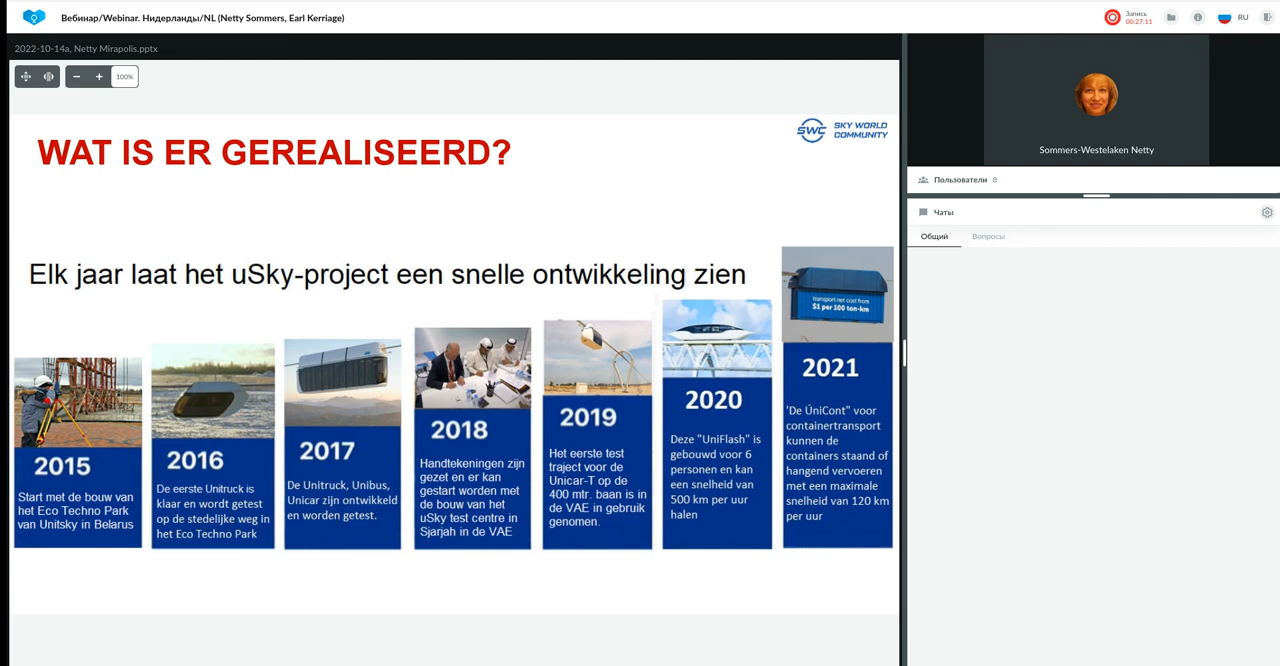 Вебинар/Webinar. Нидерланды/NL (Netty Sommers, Earl Kerriage)
Запись
00:27:11
RU
2022-10-14a, Netty Mirapolis.pptx
100%
WAT IS ER GEREALISEERD?
SWC SKY WORLD
COMMUNITY
Elk jaar laat het uSky-project een snelle ontwikkeling zien
2015
Start met de bouw van
het Eco Techno Park
van Unitsky in Belarus
2016
De eerste Unitruck is
klaar en wordt getest
op de stedelijke weg in
het Eco Techno Park
2017
De Unitruck, Unibus,
Unicar zijn ontwikkeld
en worden getest.
2018
Handtekeningen zijn
gezet en er kan
gestart worden met
de bouw van het
uSky test centre in
Sjarjah in de VAE
2019
Het eerste test
traject voor de
Unicar-T op de
400 mtr. baan is in
de VAE in gebruik
genomen.
2020
Deze "UniFlash" is
gebouwd voor 6
personen en kan
een snelheid van
500 km per uur
halen
transport net cost from
$1 per 100 ton-km
2021
'De ÚniCont" voor
containertransport
kunnen de
containers staand of
hangend vervoeren
met een maximale
snelheid van 120 km
per uur
Sommers-Westelaken Netty
Пользователи 8
Чаты
Общий
Вопросы